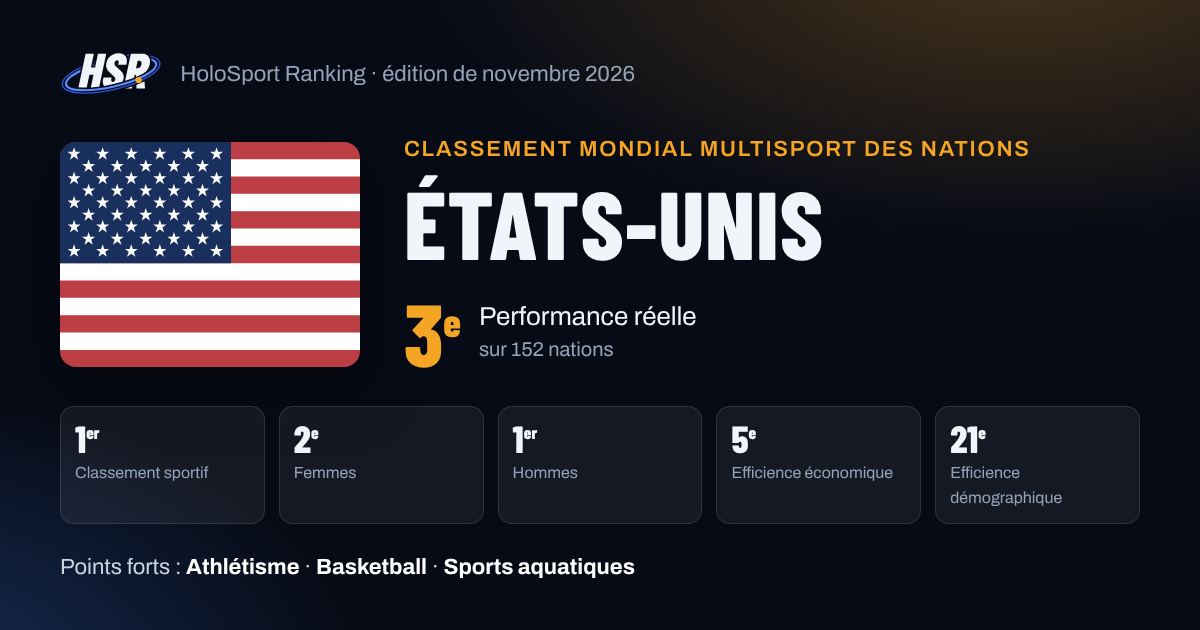 HSR
HoloSport Ranking · édition de novembre 2026
CLASSEMENT MONDIAL MULTISPORT DES NATIONS
ÉTATS-UNIS
3e
Performance réelle
sur 152 nations
1er
Classement sportif
2e
Femmes
1er
Hommes
5e
Efficience économique
21e
Efficience
démographique
Points forts : Athlétisme · Basketball · Sports aquatiques